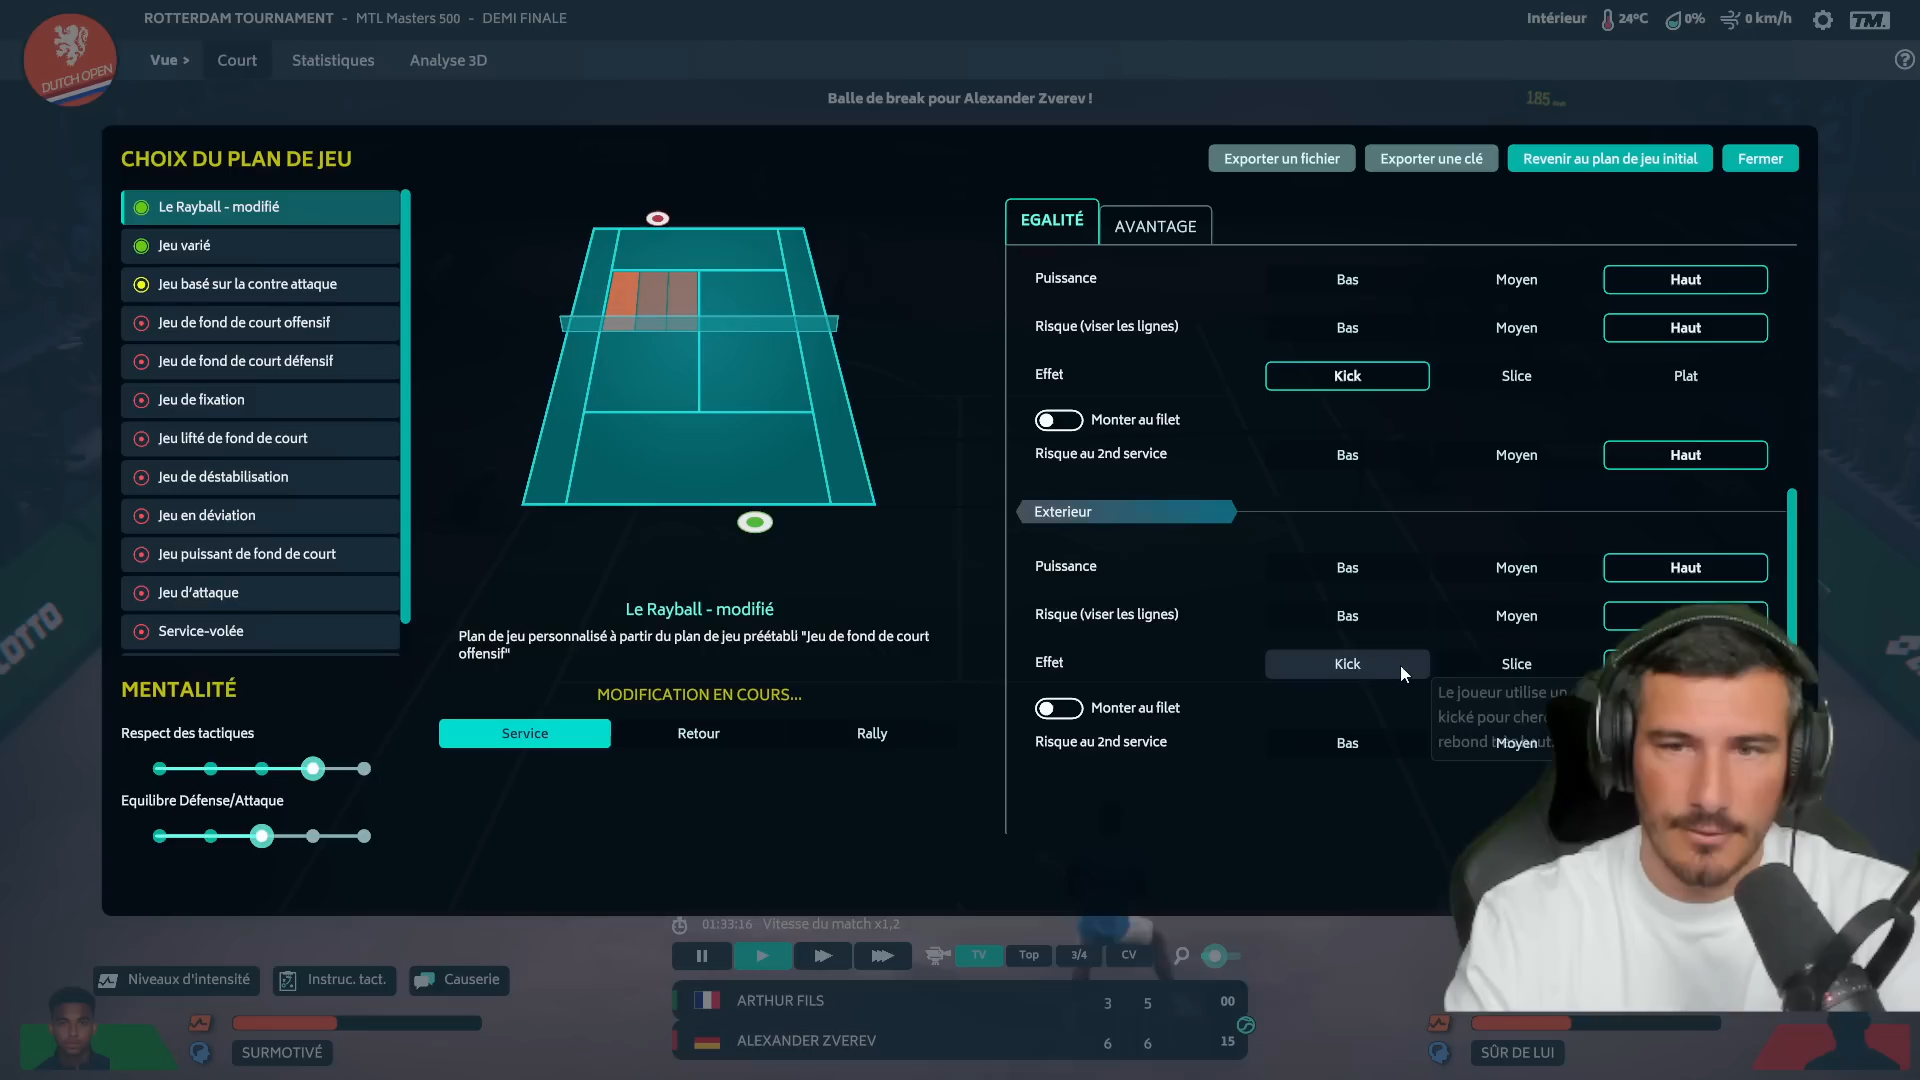 ROTTERDAM TOURNAMENT - MTL Masters 500 - DEMI FINALE
Intérieur 24°C 0% 0 km/h TM.
DUTCH OPEN
Vue > Court Statistiques Analyse 3D
Balle de break pour Alexander Zverev !
185
CHOIX DU PLAN DE JEU
Exporter un fichier Exporter une clé Revenir au plan de jeu initial Fermer
Le Rayball - modifié
Jeu varié
Jeu basé sur la contre attaque
Jeu de fond de court offensif
Jeu de fond de court défensif
Jeu de fixation
Jeu lifté de fond de court
Jeu de déstabilisation
Jeu en déviation
Jeu puissant de fond de court
Jeu d'attaque
Service-volée
MENTALITÉ
Respect des tactiques
Equilibre Défense/Attaque
Le Rayball - modifié
Plan de jeu personnalisé à partir du plan de jeu préétabli "Jeu de fond de court
offensif"
MODIFICATION EN COURS...
Service Retour Rally
EGALITÉ AVANTAGE
Puissance Bas Moyen Haut
Risque (viser les lignes) Bas Moyen Haut
Effet Kick Slice Plat
Monter au filet
Risque au 2nd service Bas Moyen Haut
Exterieur
Puissance Bas Moyen Haut
Risque (viser les lignes) Bas Moyen
Effet Kick Slice
Le joueur utilise un
Monter au filet
Risque au 2nd service Bas Moyen
LOTTO
01:33:16 Vitesse du match x1,2
TV Top 3/4 CV
Niveaux d'intensité Instruc. tact. Causerie
ARTHUR FILS 3 5 00
ALEXANDER ZVEREV 6 6 15
SURMOTIVÉ
SÛR DE LUI